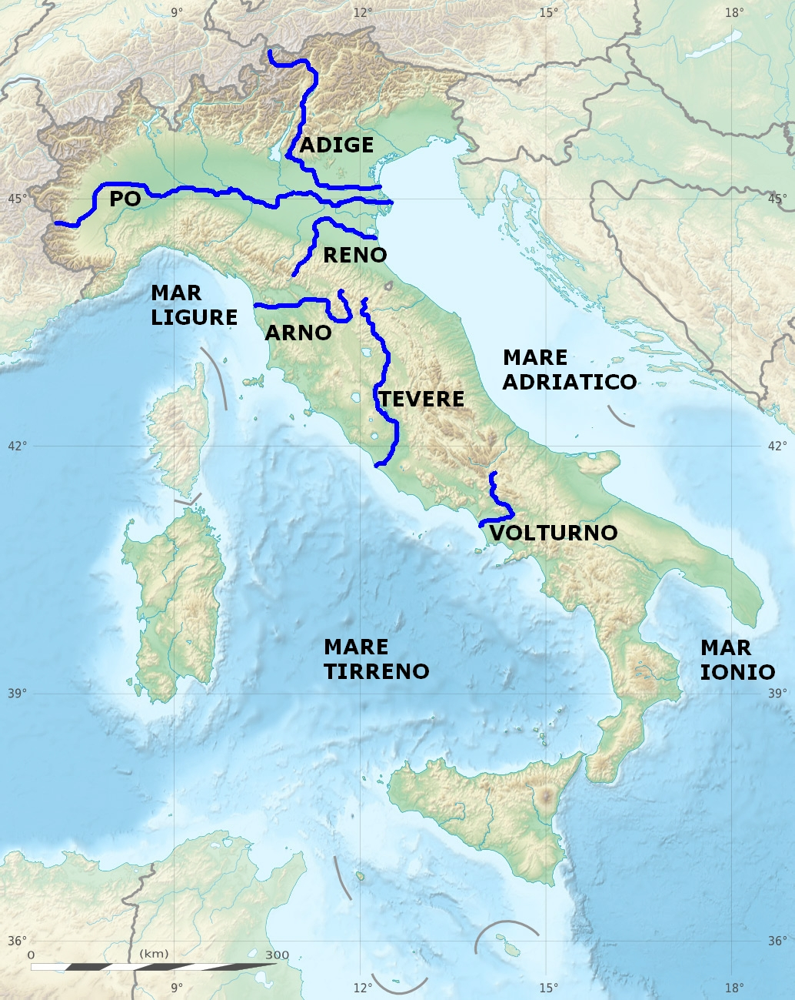 9°
12°
15°
18°
ADIGE
PO
45°
45°
RENO
MAR
LIGURE
ARNO
MARE
ADRIATICO
TEVERE
42°
42°
VOLTURNO
MARE
TIRRENO
MAR
IONIO
39°
39°
36°
36°
0 (km) 300
9°
12°
15°
18°